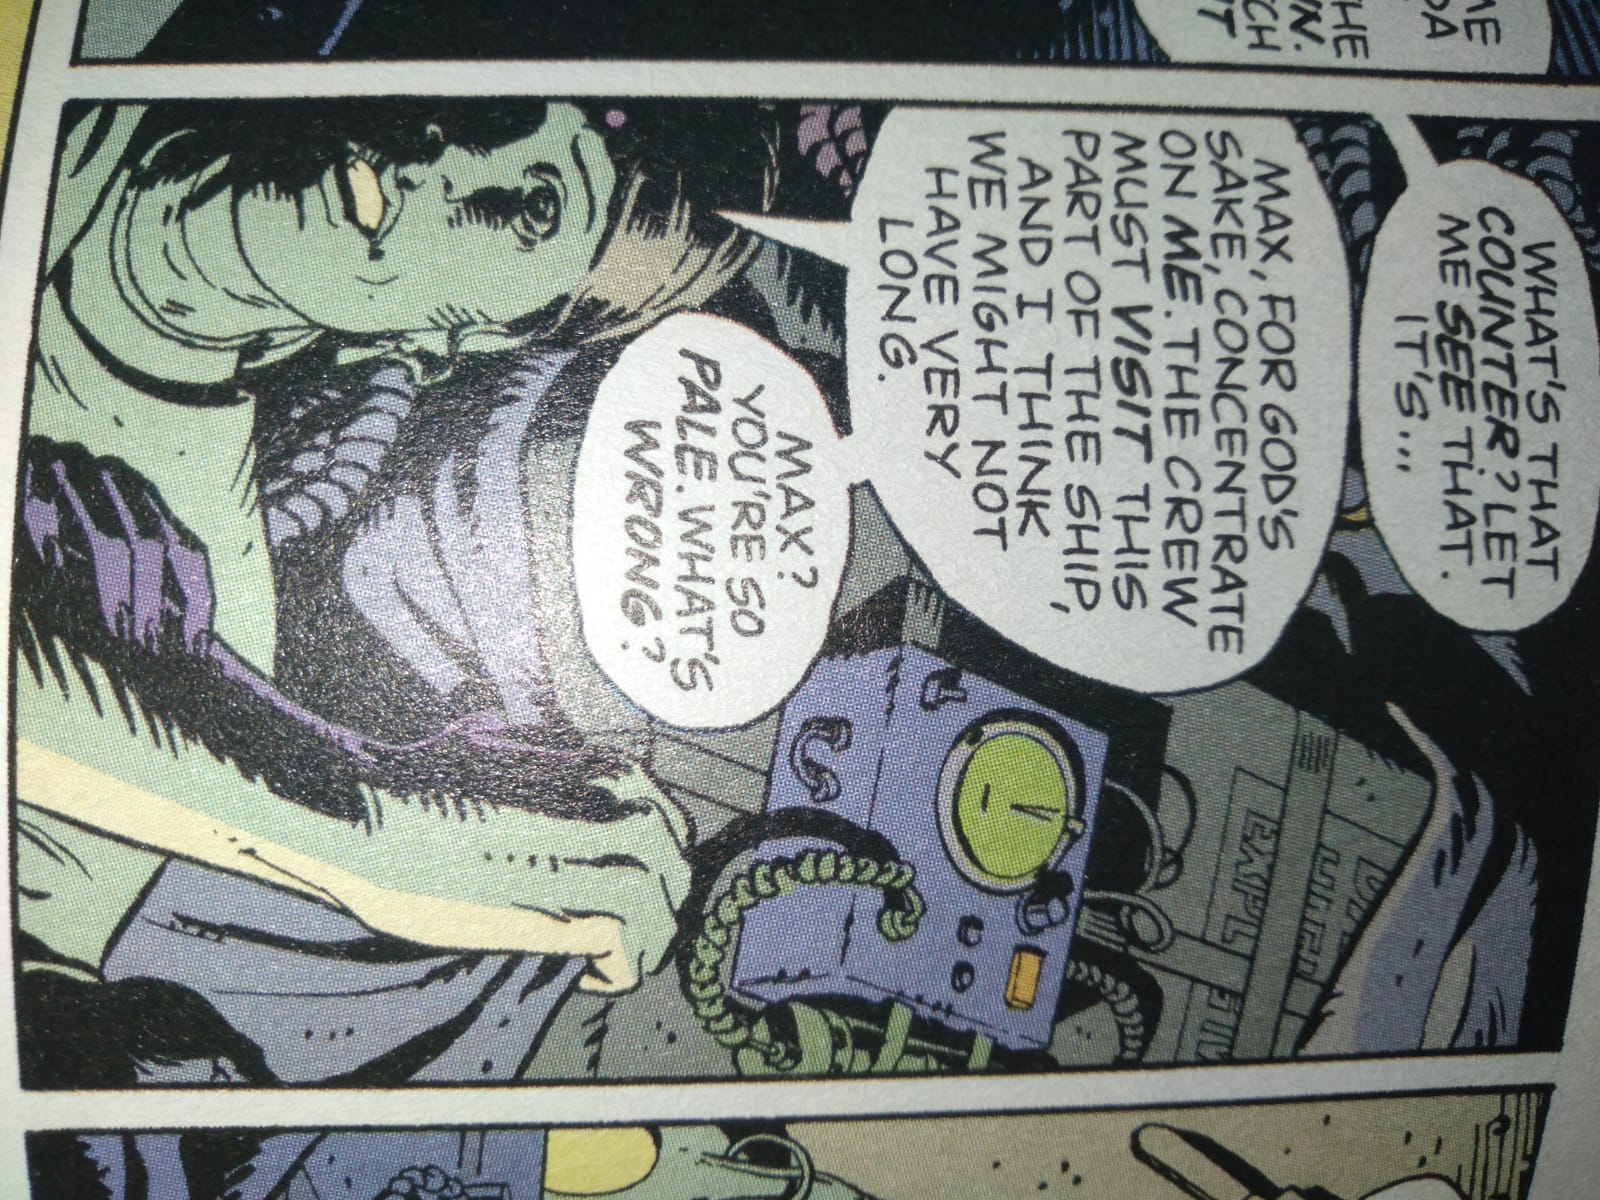 WHAT'S THAT
COUNTER? LET
ME SEE THAT.
IT'S...
MAX, FOR GOD'S
SAKE, CONCENTRATE
ON ME. THE CREW
MUST VISIT THIS
PART OF THE SHIP,
AND I THINK
WE MIGHT NOT
HAVE VERY
LONG.
MAX?
YOU'RE SO
PALE. WHAT'S
WRONG?
EXPL SIV